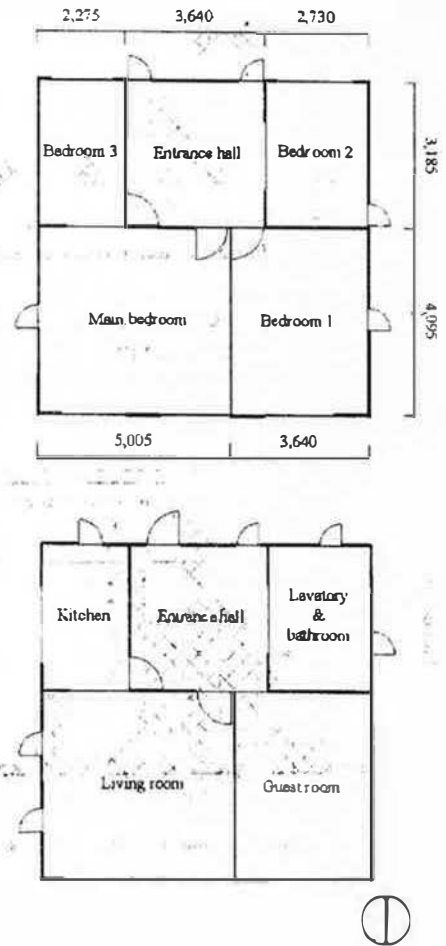 2,275 3,640 2,730
Bedroom 3
Entrance hall
Bedroom 2
3,185
Main bedroom
Bedroom 1
4,095
5,005 3,640
Kitchen
Entrance hall
Lavatory
&
bathroom
Living room
Guest room